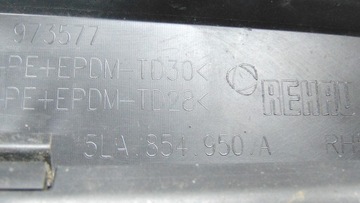 973577
-PE+EPDM-TD30<
-PE+EPDM-TD28<
REHAU
5LA.854.950.A RH